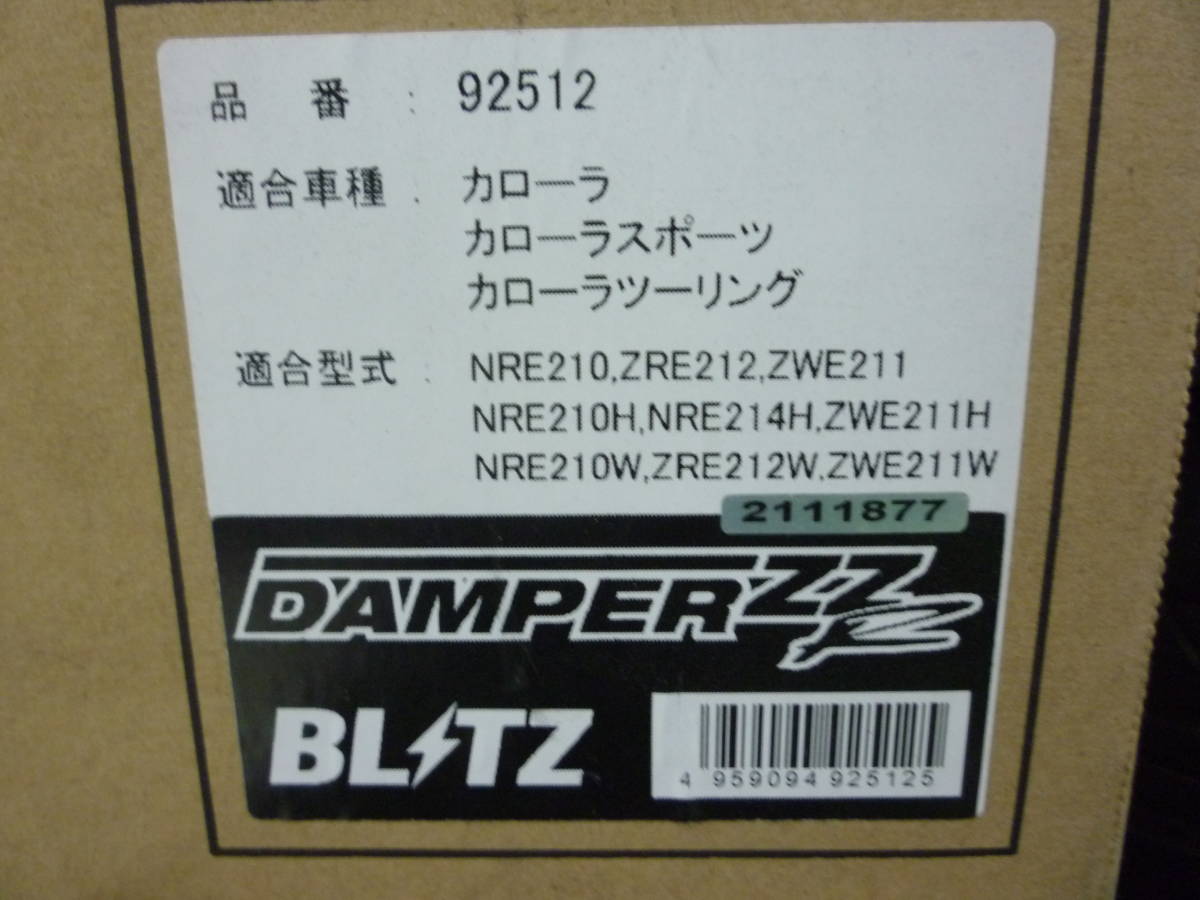 品 番 : 92512
適合車種 : カローラ
カローラスポーツ
カローラツーリング
適合型式 : NRE210,ZRE212,ZWE211
NRE210H,NRE214H,ZWE211H
NRE210W,ZRE212W,ZWE211W
2111877
DAMPER ZZ-R
BLITZ
4 959094 925125